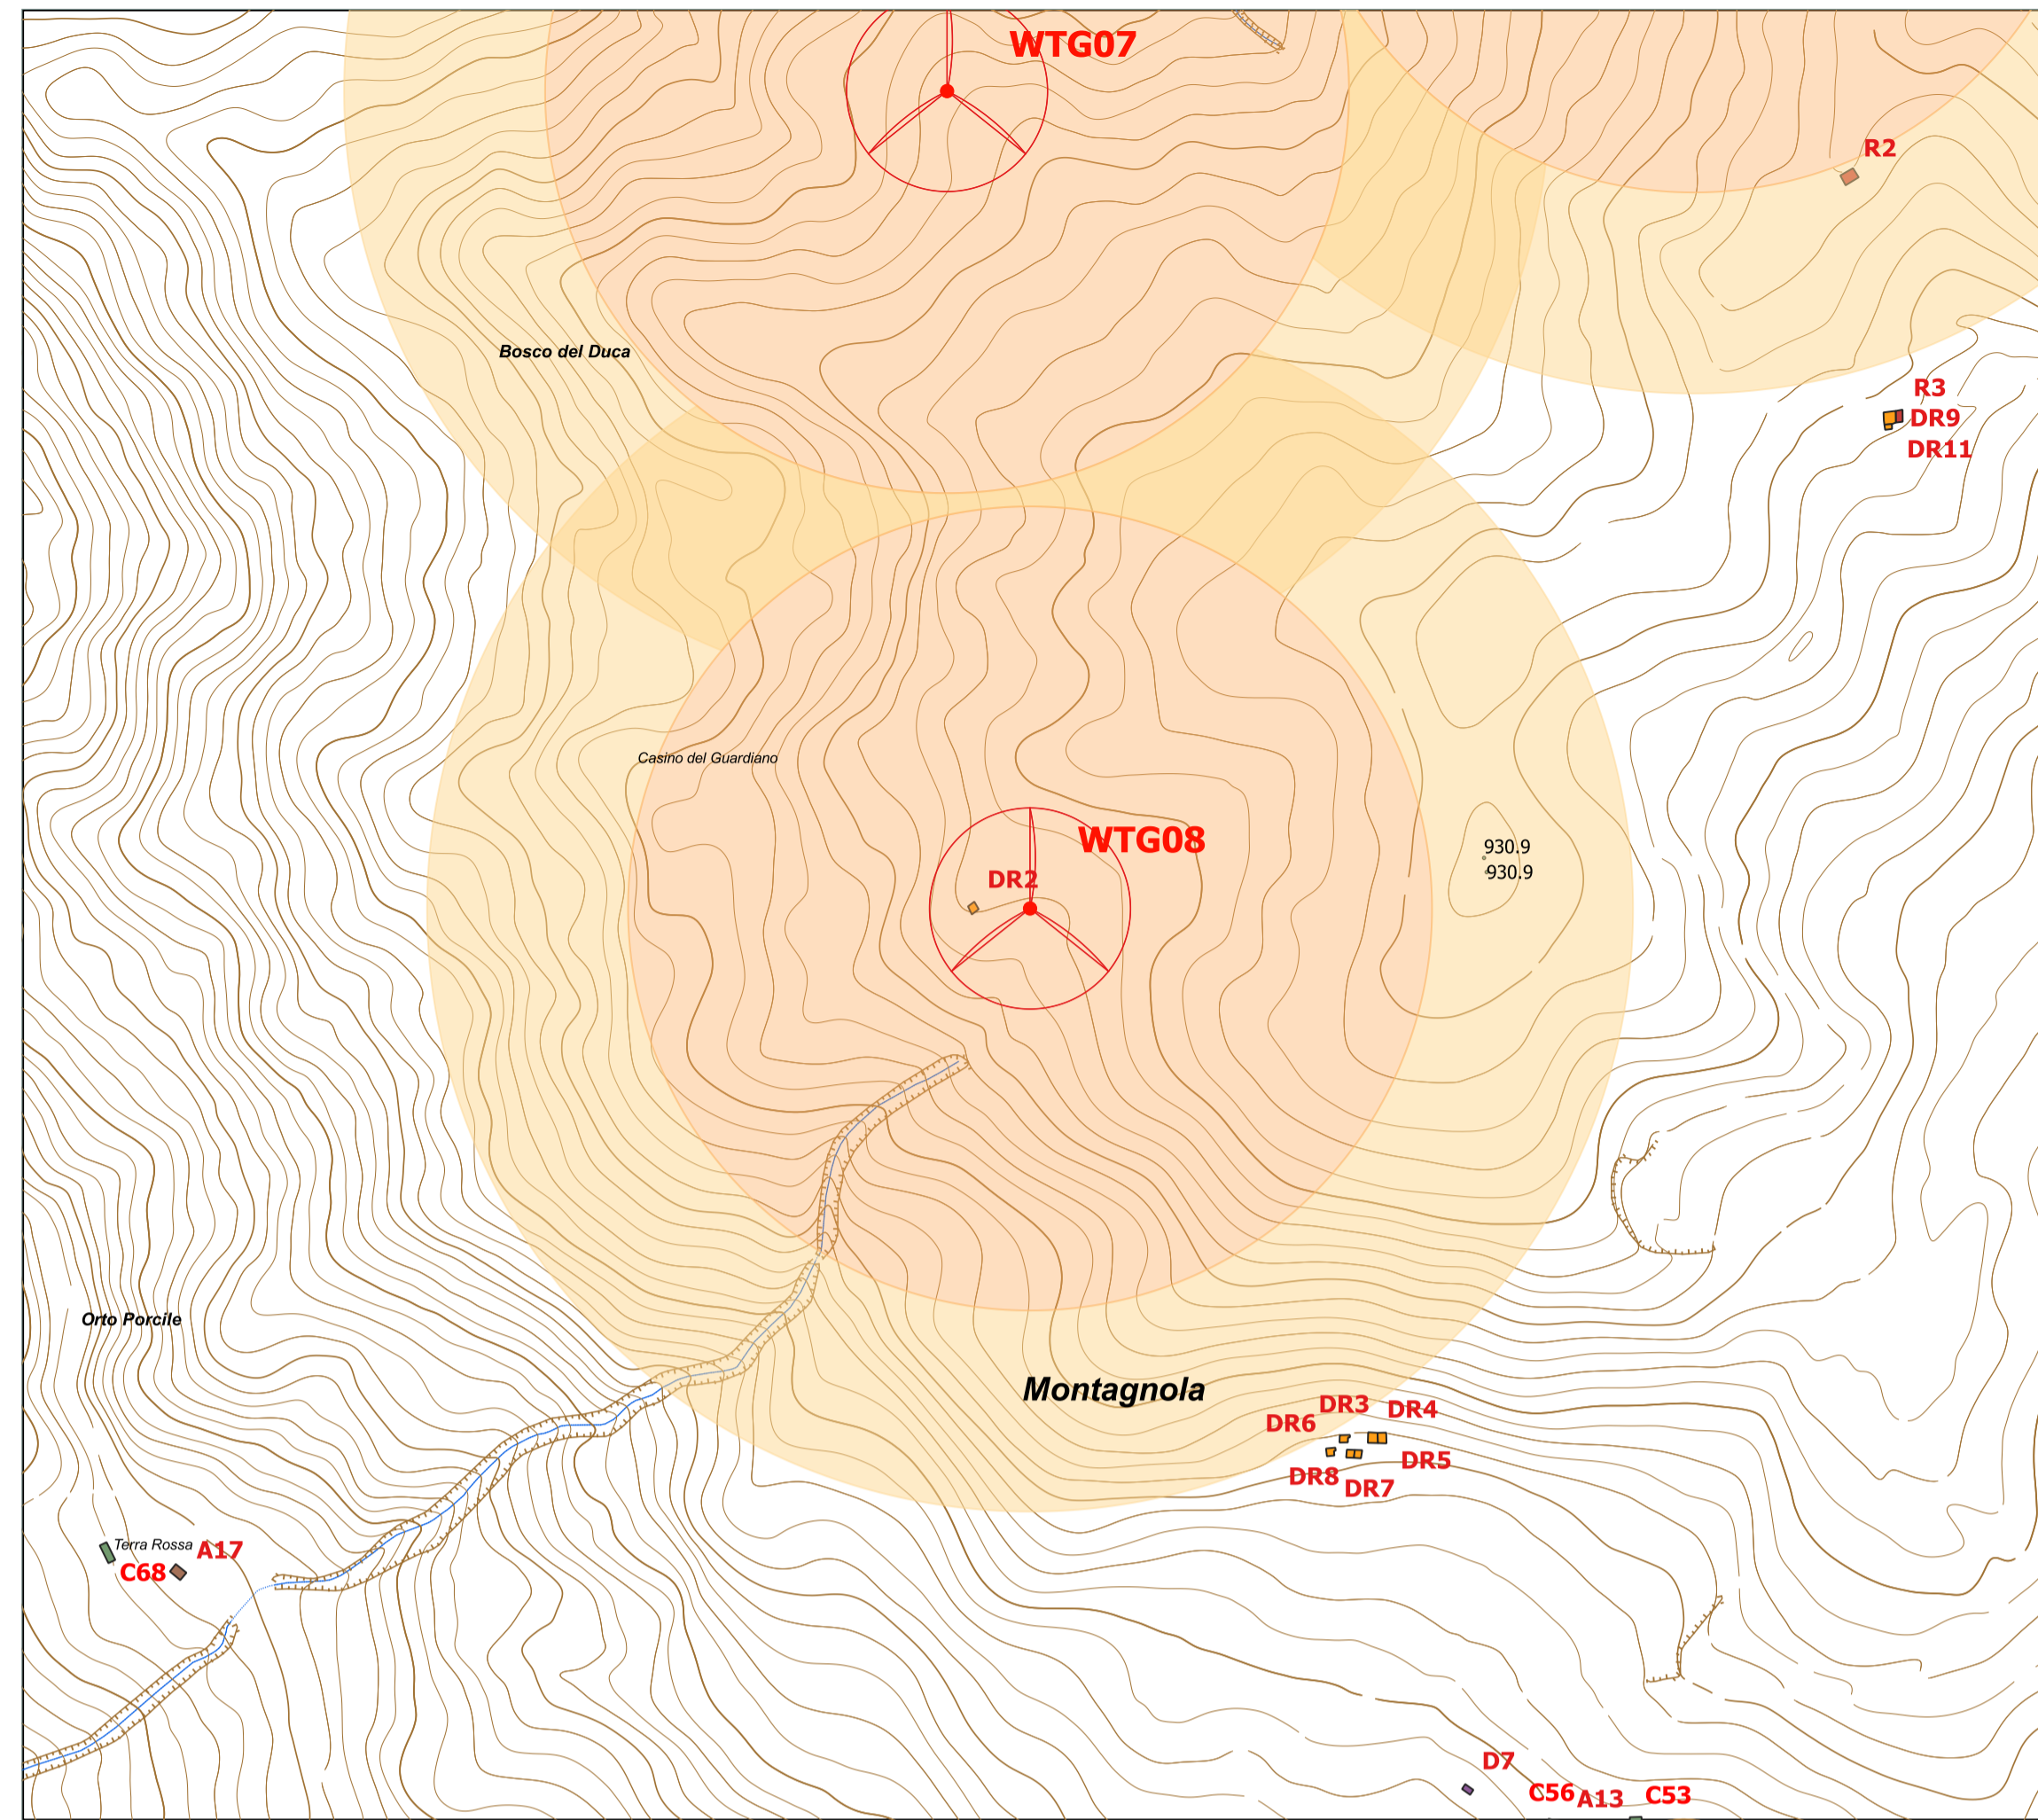 WTG07
R2
Bosco del Duca
R3
DR9
DR11
Casino del Guardiano
WTG08
930.9
930.9
DR2
Orto Porcile
Montagnola
DR3
DR4
DR6
DR5
DR8
DR7
Terra Rossa
A17
C68
D7
C56
A13
C53